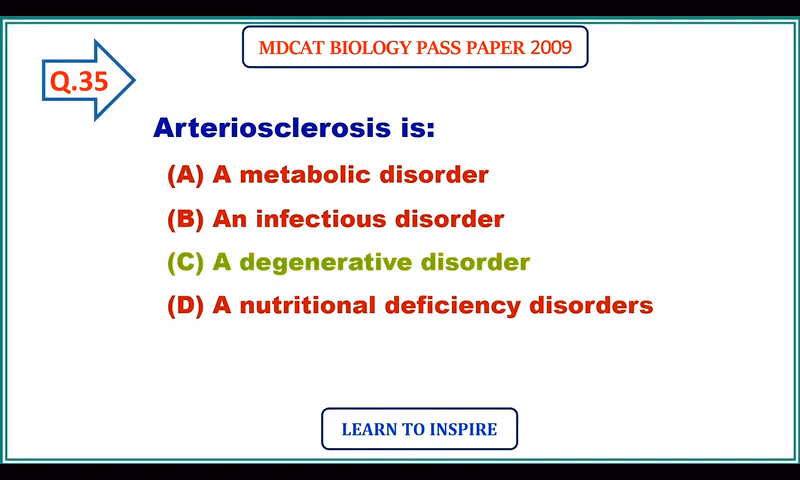 MDCAT BIOLOGY PASS PAPER 2009
Q.35
Arteriosclerosis is:
(A) A metabolic disorder
(B) An infectious disorder
(C) A degenerative disorder
(D) A nutritional deficiency disorders
LEARN TO INSPIRE